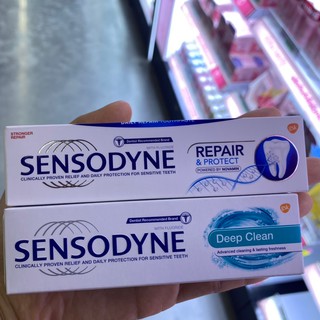 STRONGER REPAIR
Dentist Recommended Brand
WITH FLUORIDE
SENSODYNE
CLINICALLY PROVEN RELIEF AND DAILY PROTECTION FOR SENSITIVE TEETH
REPAIR
& PROTECT
POWERED BY NOVAMIN
Dentist Recommended Brand
WITH FLUORIDE
SENSODYNE
CLINICALLY PROVEN RELIEF AND DAILY PROTECTION FOR SENSITIVE TEETH
Deep Clean
Advanced cleaning & lasting freshness